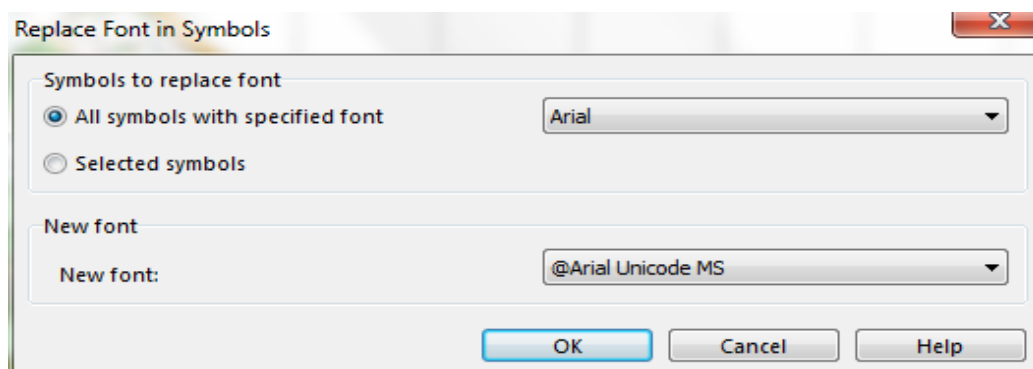 Replace Font in Symbols
Symbols to replace font
All symbols with specified font Arial
Selected symbols
New font
New font: @Arial Unicode MS
OK Cancel Help